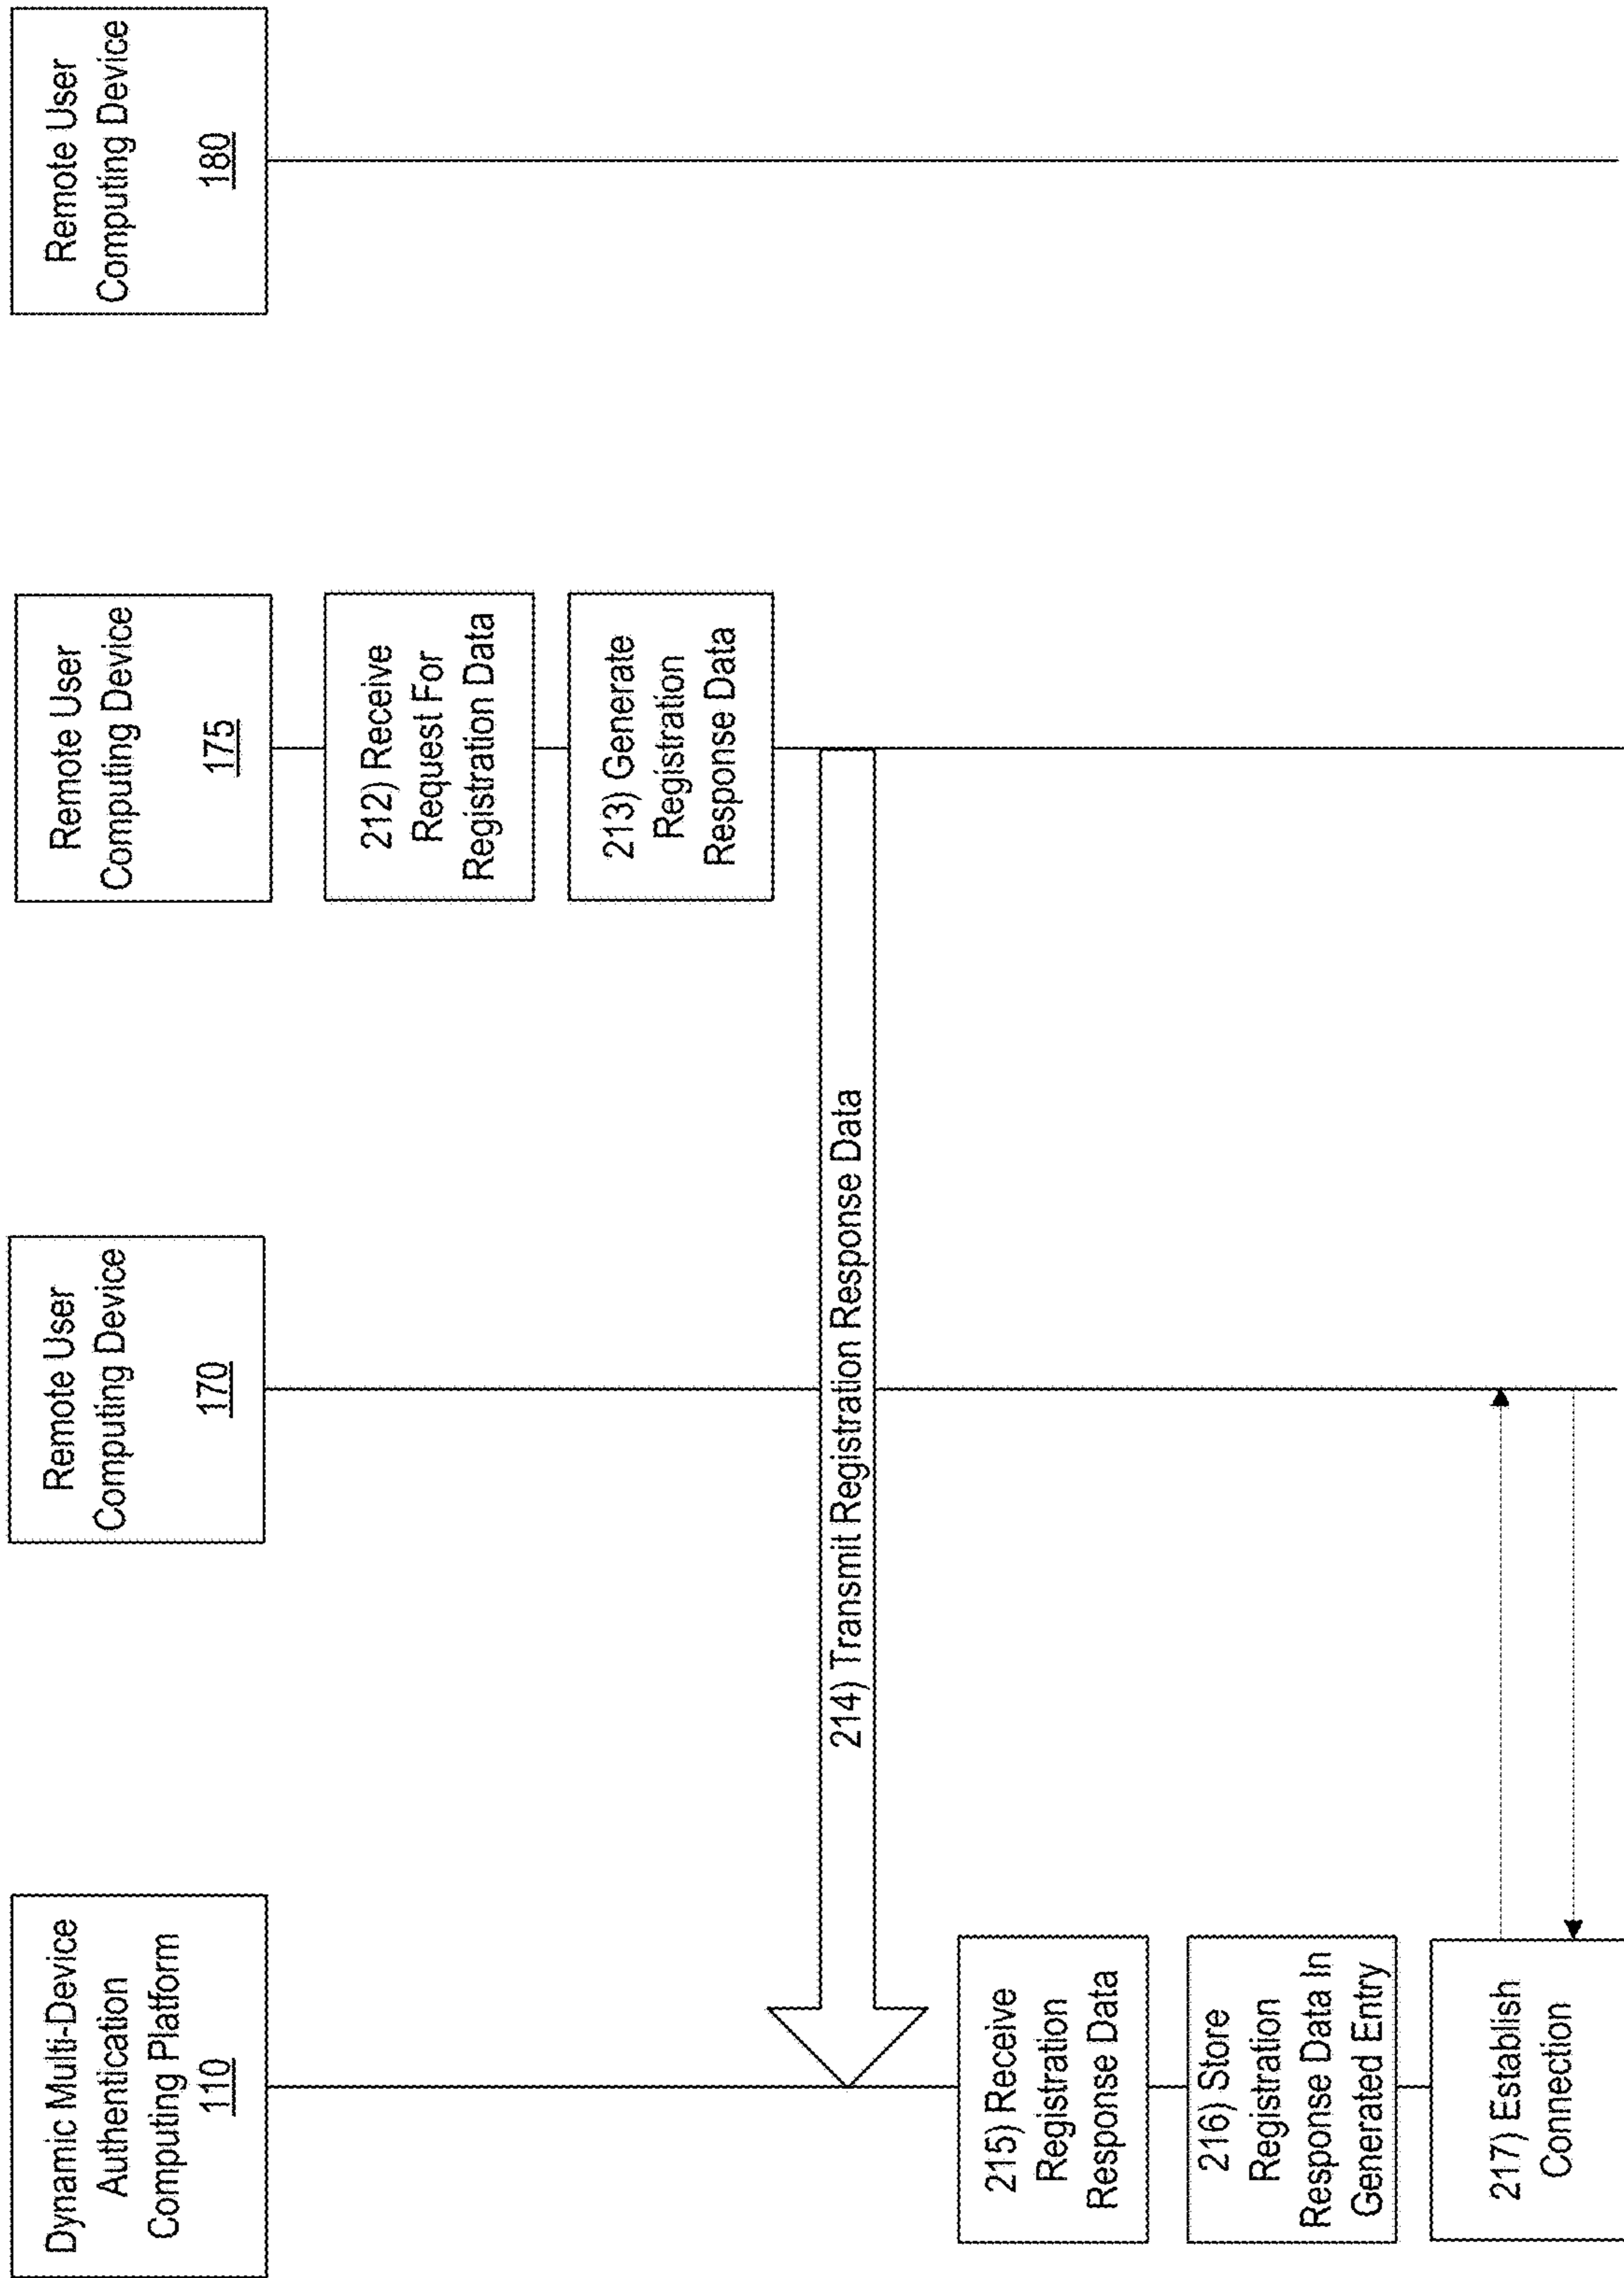 Dynamic Multi-Device
Authentication
Computing Platform
110
Remote User
Computing Device
170
Remote User
Computing Device
175
Remote User
Computing Device
180
212) Receive
Request For
Registration Data
213) Generate
Registration
Response Data
214) Transmit Registration Response Data
215) Receive
Registration
Response Data
216) Store
Registration
Response Data In
Generated Entry
217) Establish
Connection